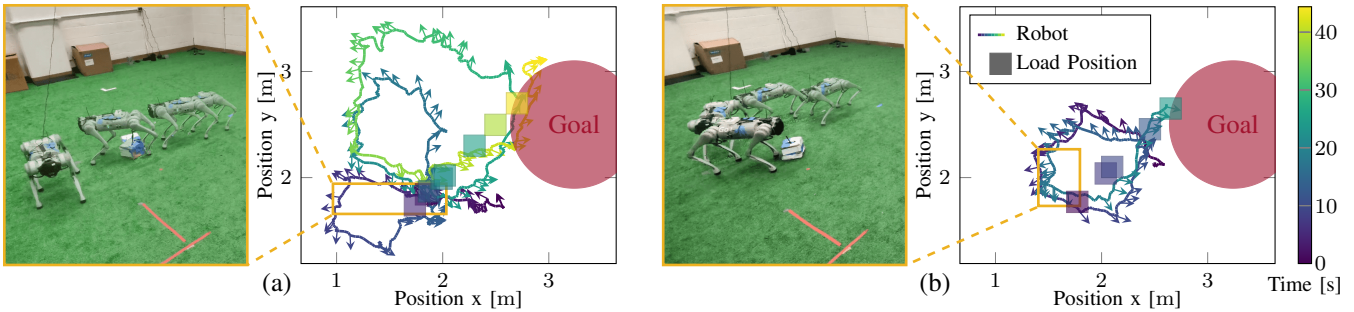 3
2
Position y [m]
1
2
3
Position x [m]
Goal
(a)
3
2
Position y [m]
1
2
3
Position x [m]
Robot
Load Position
Goal
(b)
40
30
20
10
0
Time [s]